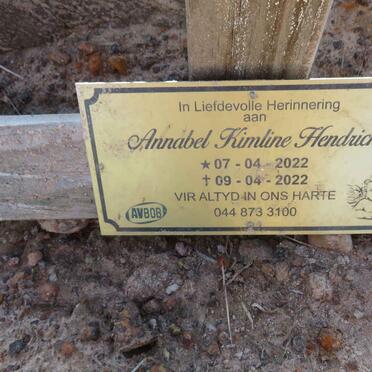 In Liefdevolle Herinnering
aan
Annabel Kimline Hendrick
★ 07 - 04 - 2022
✝ 09 - 04 - 2022
VIR ALTYD IN ONS HARTE
AVBOB
044 873 3100